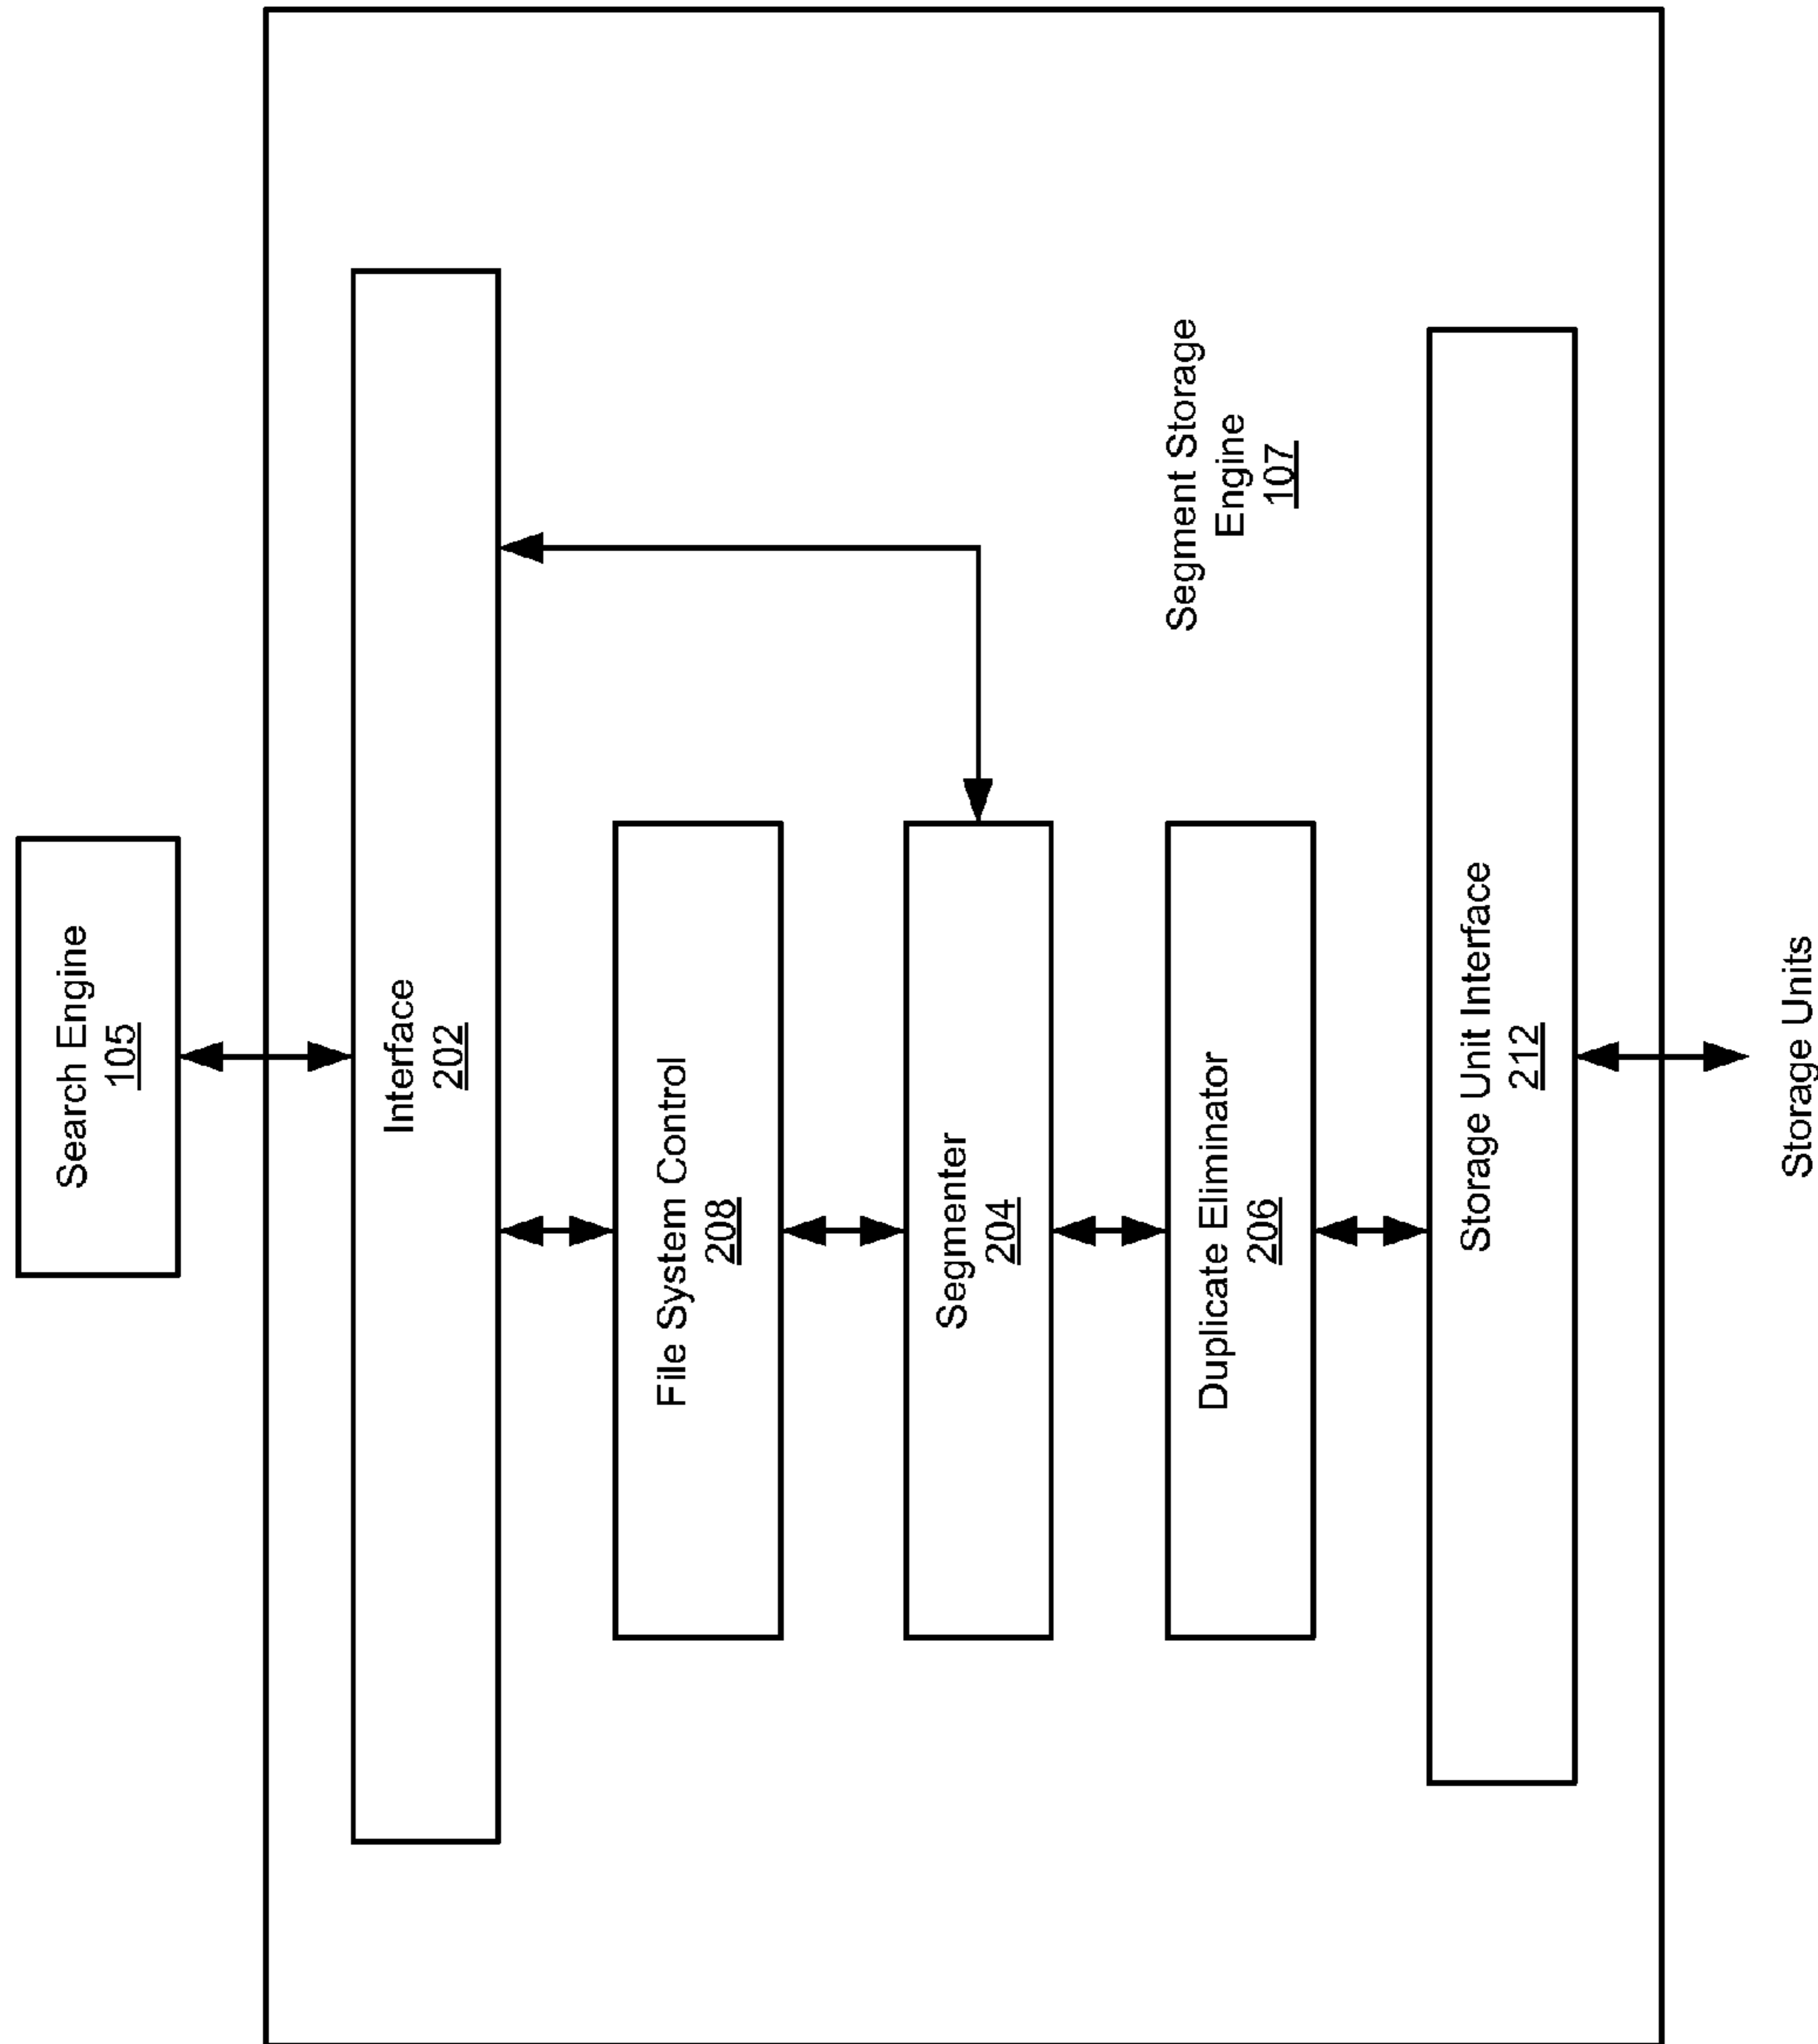 Search Engine
105
Interface
202
File System Control
208
Segmenter
204
Segment Storage
Engine
107
Duplicate Eliminator
206
Storage Unit Interface
212
Storage Units